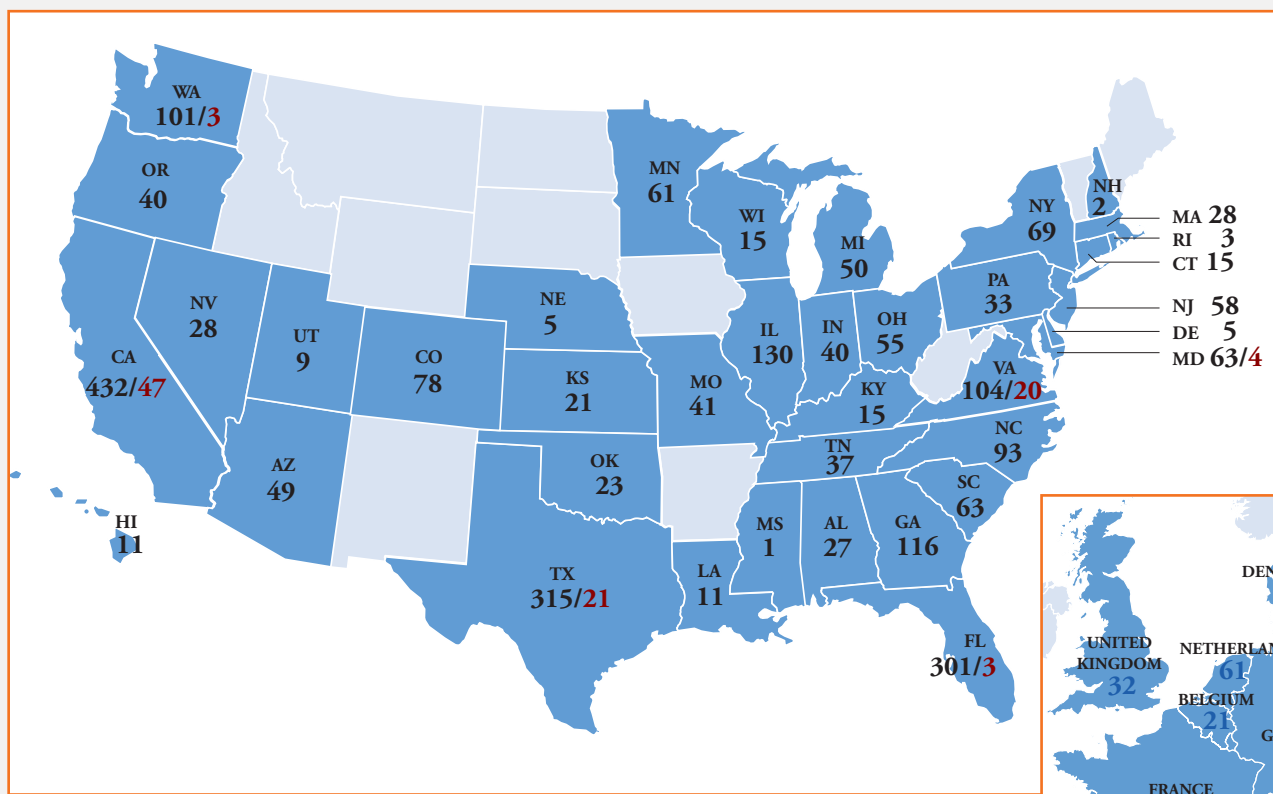 WA
101/3
OR
40
CA
432/47
NV
28
UT
9
AZ
49
CO
78
NE
5
KS
21
OK
23
TX
315/21
MN
61
WI
15
MI
50
IL
130
IN
40
OH
55
MO
41
KY
15
TN
37
MS
1
AL
27
GA
116
LA
11
FL
301/3
SC
63
NC
93
VA
104/20
PA
33
NY
69
NH
2
MA 28
RI 3
CT 15
NJ 58
DE 5
MD 63/4
HI
11
DEN
UNITED
KINGDOM
32
NETHERLAN
61
BELGIUM
21
G
FRANCE